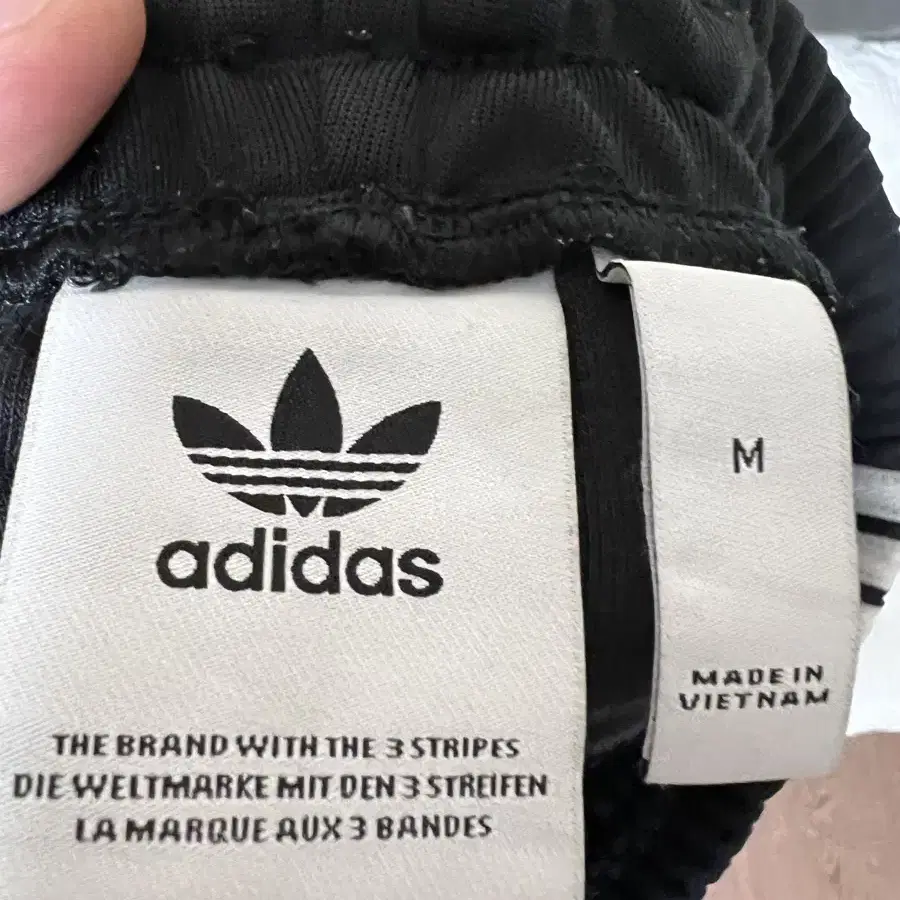 adidas
THE BRAND WITH THE 3 STRIPES
DIE WELTMARKE MIT DEN 3 STREIFEN
LA MARQUE AUX 3 BANDES
M
MADE IN
VIETNAM